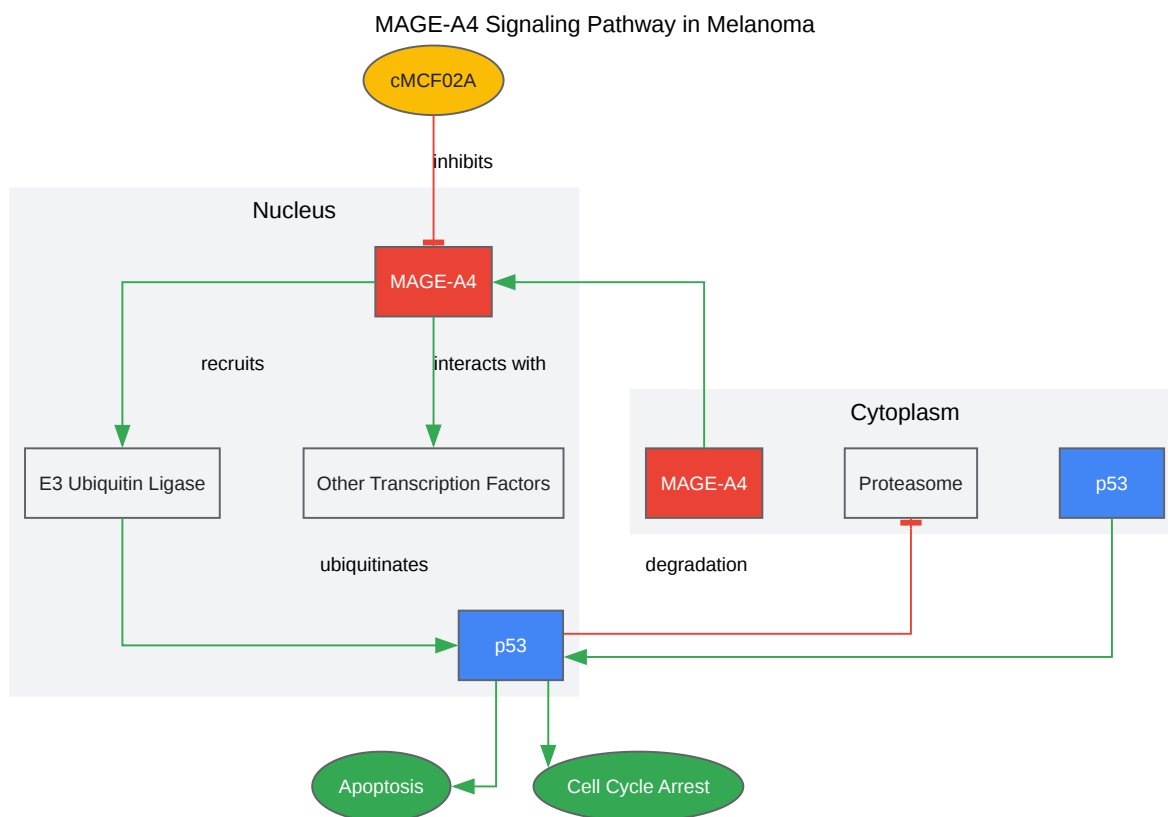 MAGE-A4 Signaling Pathway in Melanoma
cMCF02A
inhibits
Nucleus
MAGE-A4
recruits
interacts with
Cytoplasm
E3 Ubiquitin Ligase
Other Transcription Factors
MAGE-A4
Proteasome
p53
ubiquitinates
degradation
p53
Apoptosis
Cell Cycle Arrest